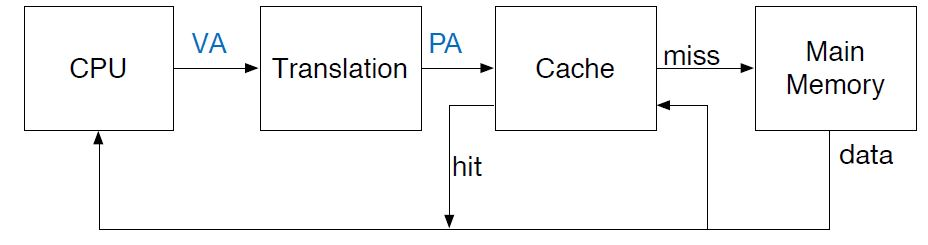 CPU
VA
Translation
PA
Cache
miss
Main
Memory
hit
data